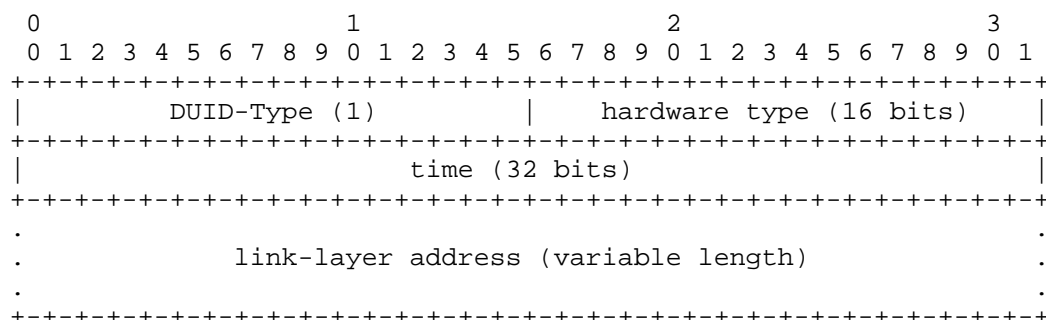 0                   1                   2                   3
 0 1 2 3 4 5 6 7 8 9 0 1 2 3 4 5 6 7 8 9 0 1 2 3 4 5 6 7 8 9 0 1
+-+-+-+-+-+-+-+-+-+-+-+-+-+-+-+-+-+-+-+-+-+-+-+-+-+-+-+-+-+-+-+-+
|         DUID-Type (1)         |    hardware type (16 bits)    |
+-+-+-+-+-+-+-+-+-+-+-+-+-+-+-+-+-+-+-+-+-+-+-+-+-+-+-+-+-+-+-+-+
|                        time (32 bits)                         |
+-+-+-+-+-+-+-+-+-+-+-+-+-+-+-+-+-+-+-+-+-+-+-+-+-+-+-+-+-+-+-+-+
.                                                               .
.             link-layer address (variable length)              .
.                                                               .
+-+-+-+-+-+-+-+-+-+-+-+-+-+-+-+-+-+-+-+-+-+-+-+-+-+-+-+-+-+-+-+-+